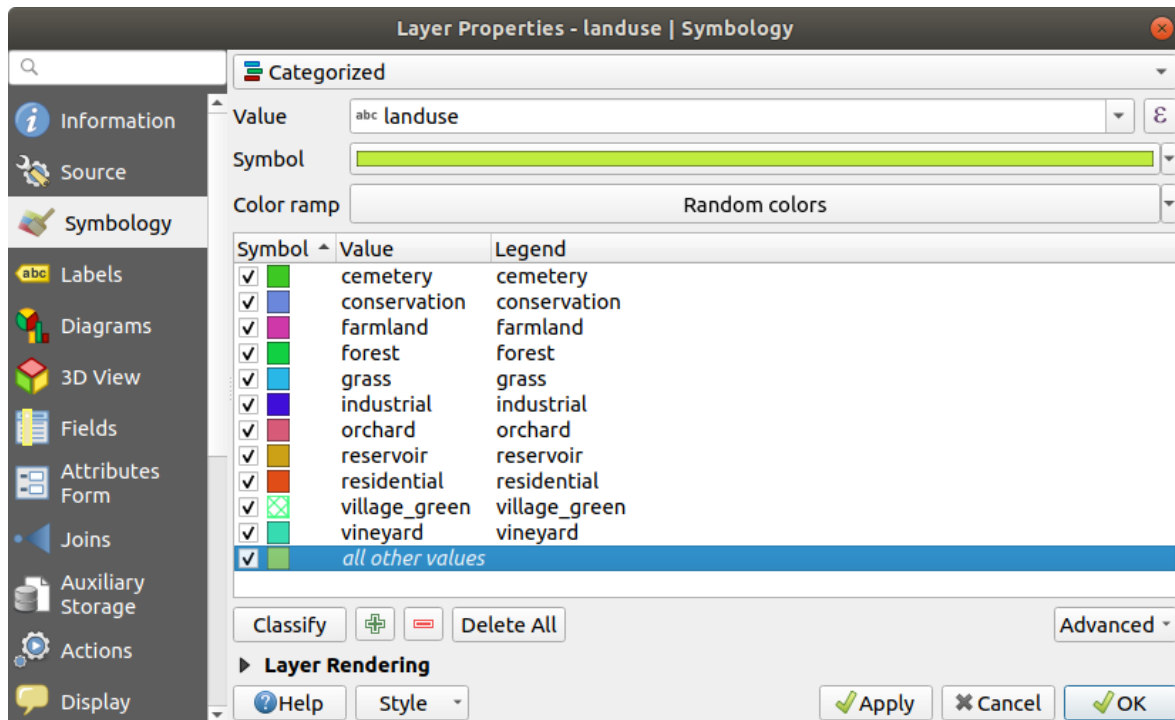 Layer Properties - landuse | Symbology
Information
Source
Symbology
abc Labels
Diagrams
3D View
Fields
Attributes
Form
Joins
Auxiliary
Storage
Actions
Display
Categorized
Value abc landuse ε
Symbol
Color ramp Random colors
Symbol Value Legend
cemetery cemetery
conservation conservation
farmland farmland
forest forest
grass grass
industrial industrial
orchard orchard
reservoir reservoir
residential residential
village_green village_green
vineyard vineyard
all other values
Classify Delete All Advanced
Layer Rendering
Help Style Apply Cancel OK